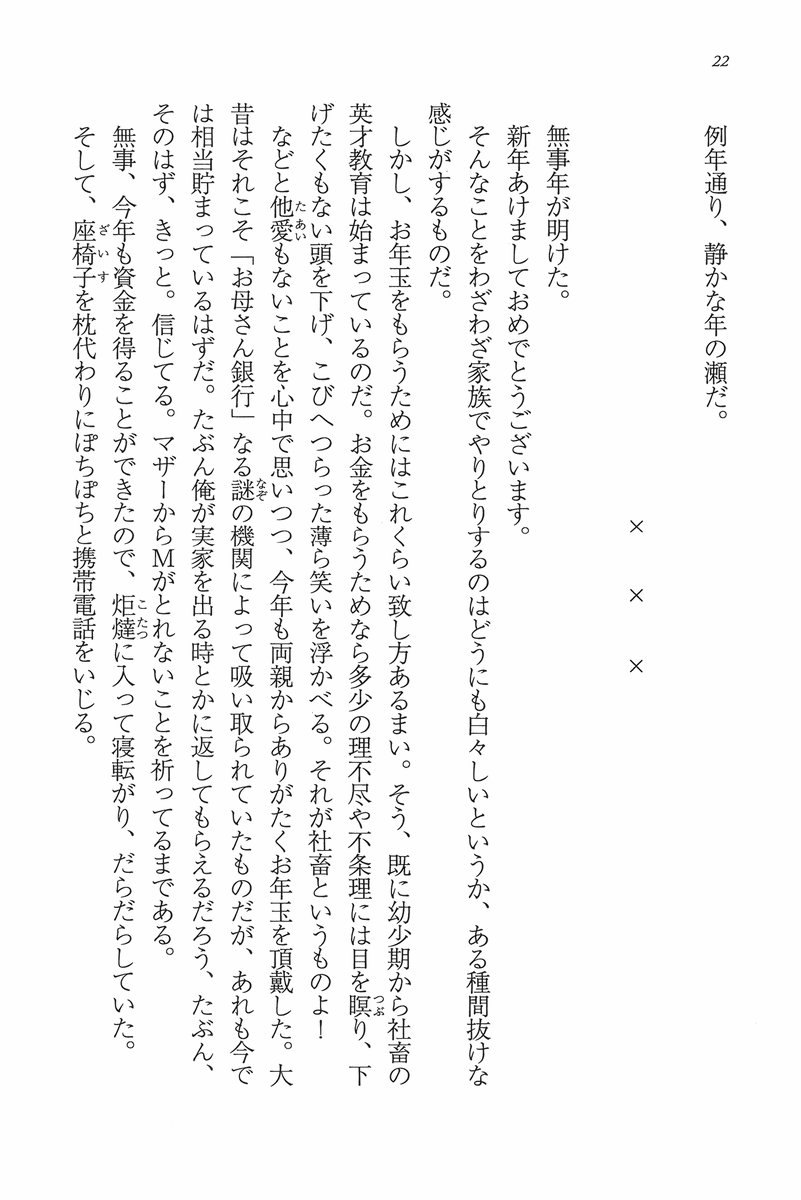 22
例年通り、静かな年の瀬だ。
× × ×
無事年が明けた。
新年あけましておめでとうございます。
そんなことをわざわざ家族でやりとりするのはどうにも白々しいというか、ある種間抜けな
感じがするものだ。
しかし、お年玉をもらうためにはこれくらい致し方あるまい。そう、既に幼少期から社畜の
英才教育は始まっているのだ。お金をもらうためなら多少の理不尽や不条理には目を瞑り、下
げたくもない頭を下げ、こびへつらった薄ら笑いを浮かべる。それが社畜というものよ!
などと他愛もないことを心中で思いつつ、今年も両親からありがたくお年玉を頂戴した。大
昔はそれこそ「お母さん銀行」なる謎の機関によって吸い取られていたものだが、あれも今で
は相当貯まっているはずだ。たぶん俺が実家を出る時とかに返してもらえるだろう、たぶん、
そのはず、きっと。信じてる。マザーからMがとれないことを祈ってるまである。
無事、今年も資金を得ることができたので、炬燵に入って寝転がり、だらだらしていた。
そして、座椅子を枕代わりにぽちぽちと携帯電話をいじる。